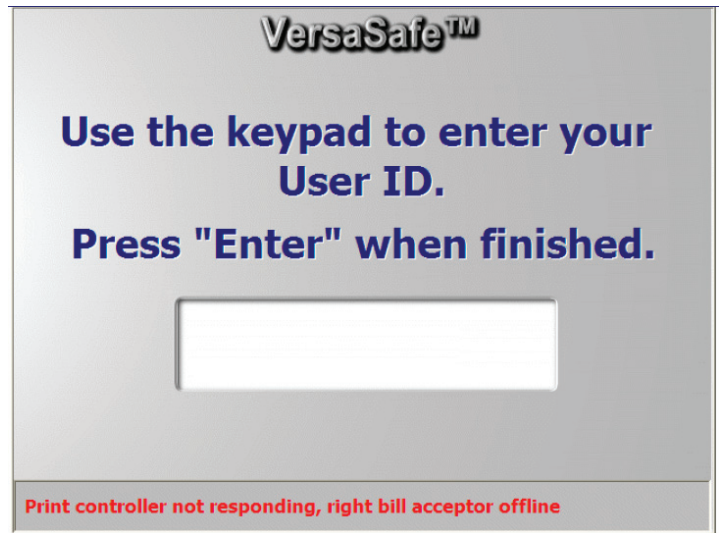 VersaSafe™
Use the keypad to enter your
User ID.
Press "Enter" when finished.
Print controller not responding, right bill acceptor offline